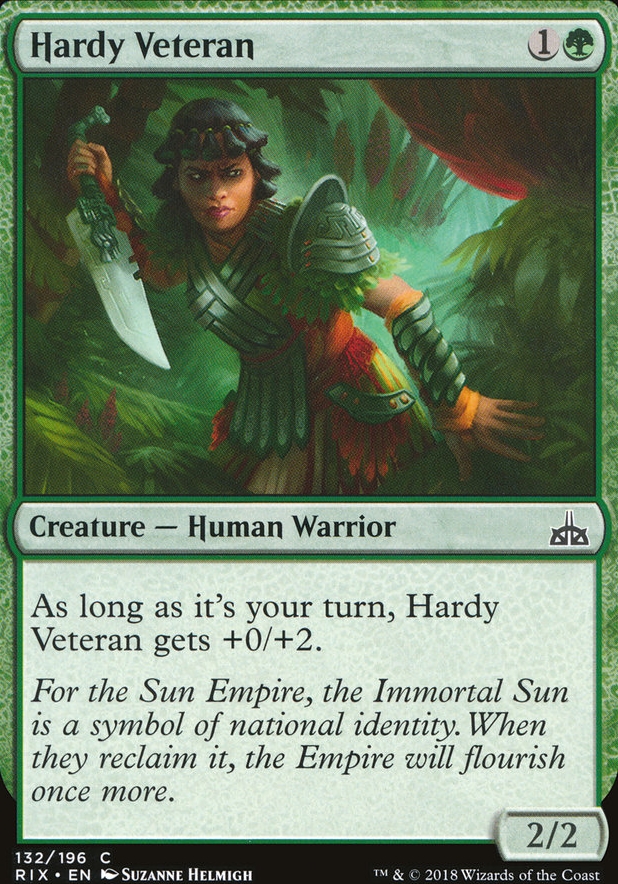 Hardy Veteran 1
Creature — Human Warrior
As long as it's your turn, Hardy
Veteran gets +0/+2.
For the Sun Empire, the Immortal Sun
is a symbol of national identity. When
they reclaim it, the Empire will flourish
once more.
2/2
132/196 C
RIX • EN Suzanne Helmigh
™ & © 2018 Wizards of the Coast